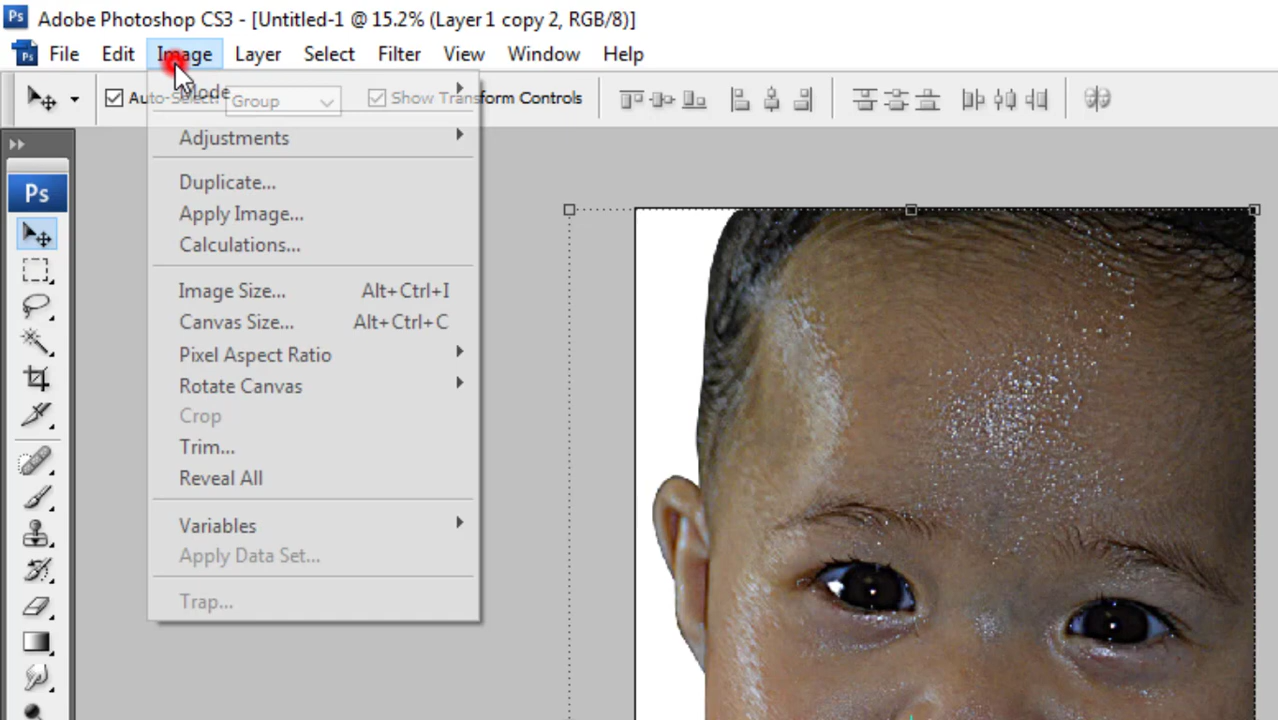 Ps Adobe Photoshop CS3 - [Untitled-1 @ 15.2% (Layer 1 copy 2, RGB/8)]
Ps File Edit Image Layer Select Filter View Window Help
Auto-Select: Group Show Transform Controls
Mode
Adjustments
Ps
Duplicate...
Apply Image...
Calculations...
Image Size... Alt+Ctrl+I
Canvas Size... Alt+Ctrl+C
Pixel Aspect Ratio
Rotate Canvas
Crop
Trim...
Reveal All
Variables
Apply Data Set...
Trap...